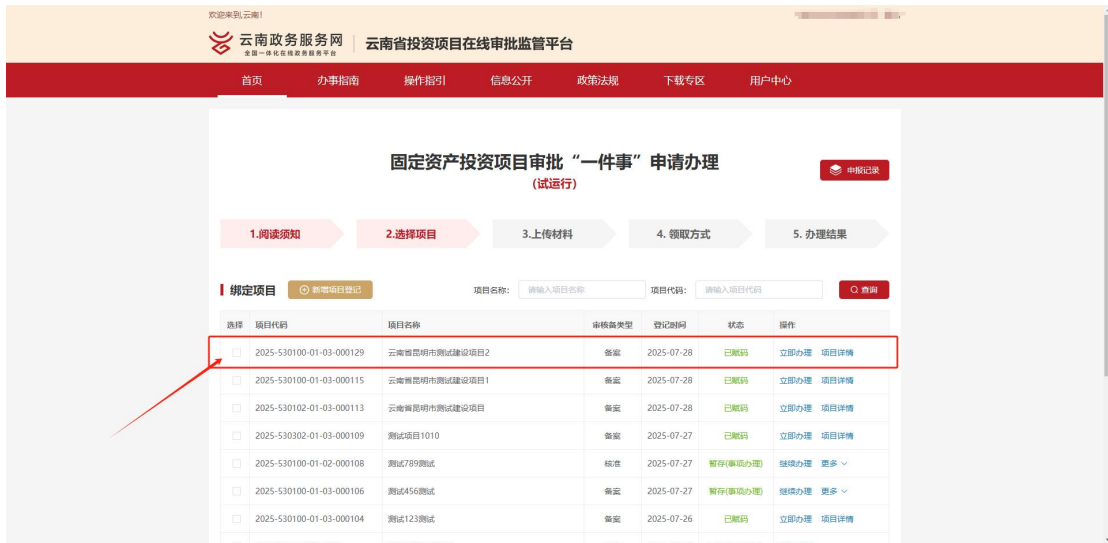 欢迎来到,云南!
云南政务服务网
全国一体化在线政务服务平台
云南省投资项目在线审批监管平台
首页 办事指南 操作指引 信息公开 政策法规 下载专区 用户中心
固定资产投资项目审批“一件事”申请办理
(试运行)
申报记录
1.阅读须知 2.选择项目 3.上传材料 4. 领取方式 5. 办理结果
绑定项目 新增项目登记 项目名称: 请输入项目名称 项目代码: 请输入项目代码 查询
选择 项目代码 项目名称 审核备类型 登记时间 状态 操作
2025-530100-01-03-000129 云南省昆明市测试建设项目2 备案 2025-07-28 已赋码 立即办理 项目详情
2025-530100-01-03-000115 云南省昆明市测试建设项目1 备案 2025-07-28 已赋码 立即办理 项目详情
2025-530102-01-03-000113 云南省昆明市测试建设项目 备案 2025-07-28 已赋码 立即办理 项目详情
2025-530302-01-03-000109 测试项目1010 备案 2025-07-27 已赋码 立即办理 项目详情
2025-530100-01-02-000108 测试789测试 核准 2025-07-27 暂存(事项办理) 继续办理 更多
2025-530100-01-03-000106 测试456测试 备案 2025-07-27 暂存(事项办理) 继续办理 更多
2025-530100-01-03-000104 测试123测试 备案 2025-07-26 已赋码 立即办理 项目详情